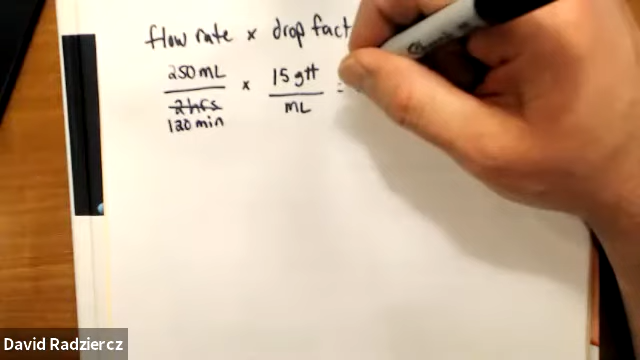 flow rate x drop fact
250 mL x 15 gtt =
2 hrs mL
120 min
David Radziercz